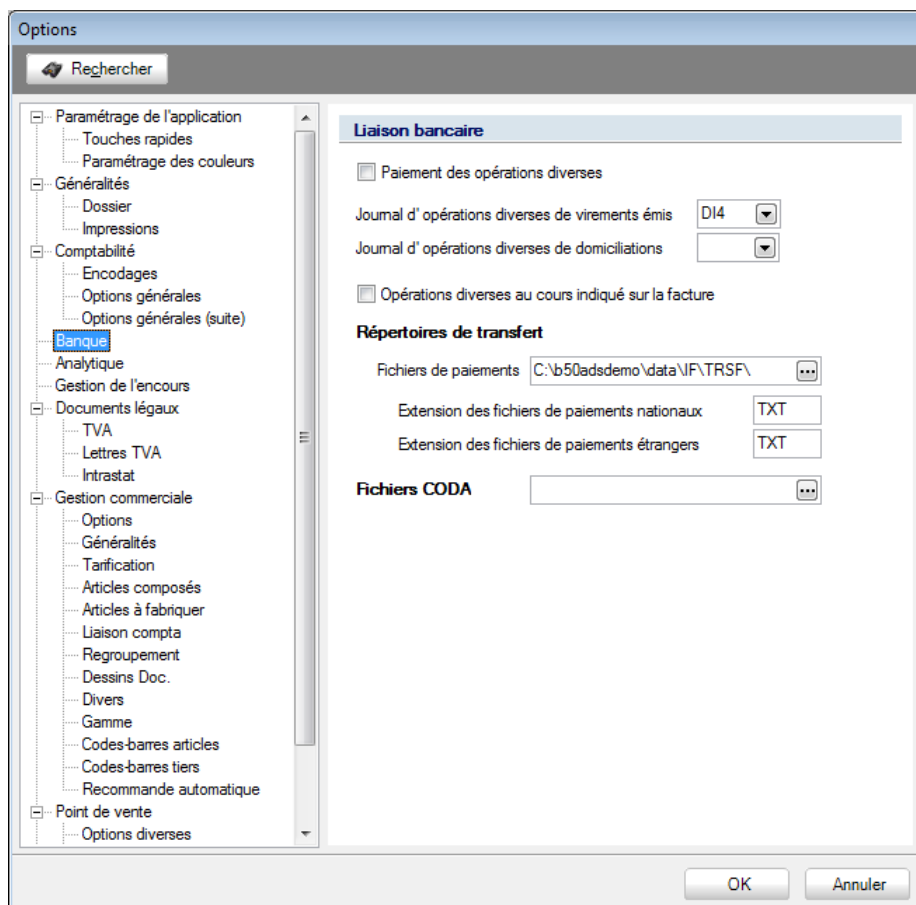 Options
Rechercher
Paramétrage de l'application
Touches rapides
Paramétrage des couleurs
Généralités
Dossier
Impressions
Comptabilité
Encodages
Options générales
Options générales (suite)
Banque
Analytique
Gestion de l'encours
Documents légaux
TVA
Lettres TVA
Intrastat
Gestion commerciale
Options
Généralités
Tarification
Articles composés
Articles à fabriquer
Liaison compta
Regroupement
Dessins Doc.
Divers
Gamme
Codes-barres articles
Codes-barres tiers
Recommande automatique
Point de vente
Options diverses
Liaison bancaire
Paiement des opérations diverses
Journal d' opérations diverses de virements émis DI4
Journal d' opérations diverses de domiciliations
Opérations diverses au cours indiqué sur la facture
Répertoires de transfert
Fichiers de paiements C:\b50adsdemo\data\IF\TRSF\ ...
Extension des fichiers de paiements nationaux TXT
Extension des fichiers de paiements étrangers TXT
Fichiers CODA ...
OK Annuler